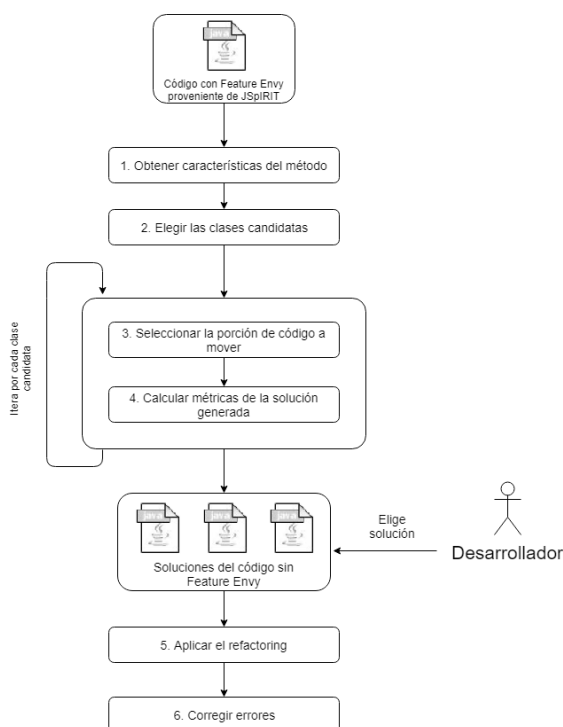 java
Código con Feature Envy
proveniente de JSpIRIT
1. Obtener características del método
2. Elegir las clases candidatas
Itera por cada clase
candidata
3. Seleccionar la porción de código a
mover
4. Calcular métricas de la solución
generada
java
java
java
Soluciones del código sin
Feature Envy
Elige
solución
Desarrollador
5. Aplicar el refactoring
6. Corregir errores